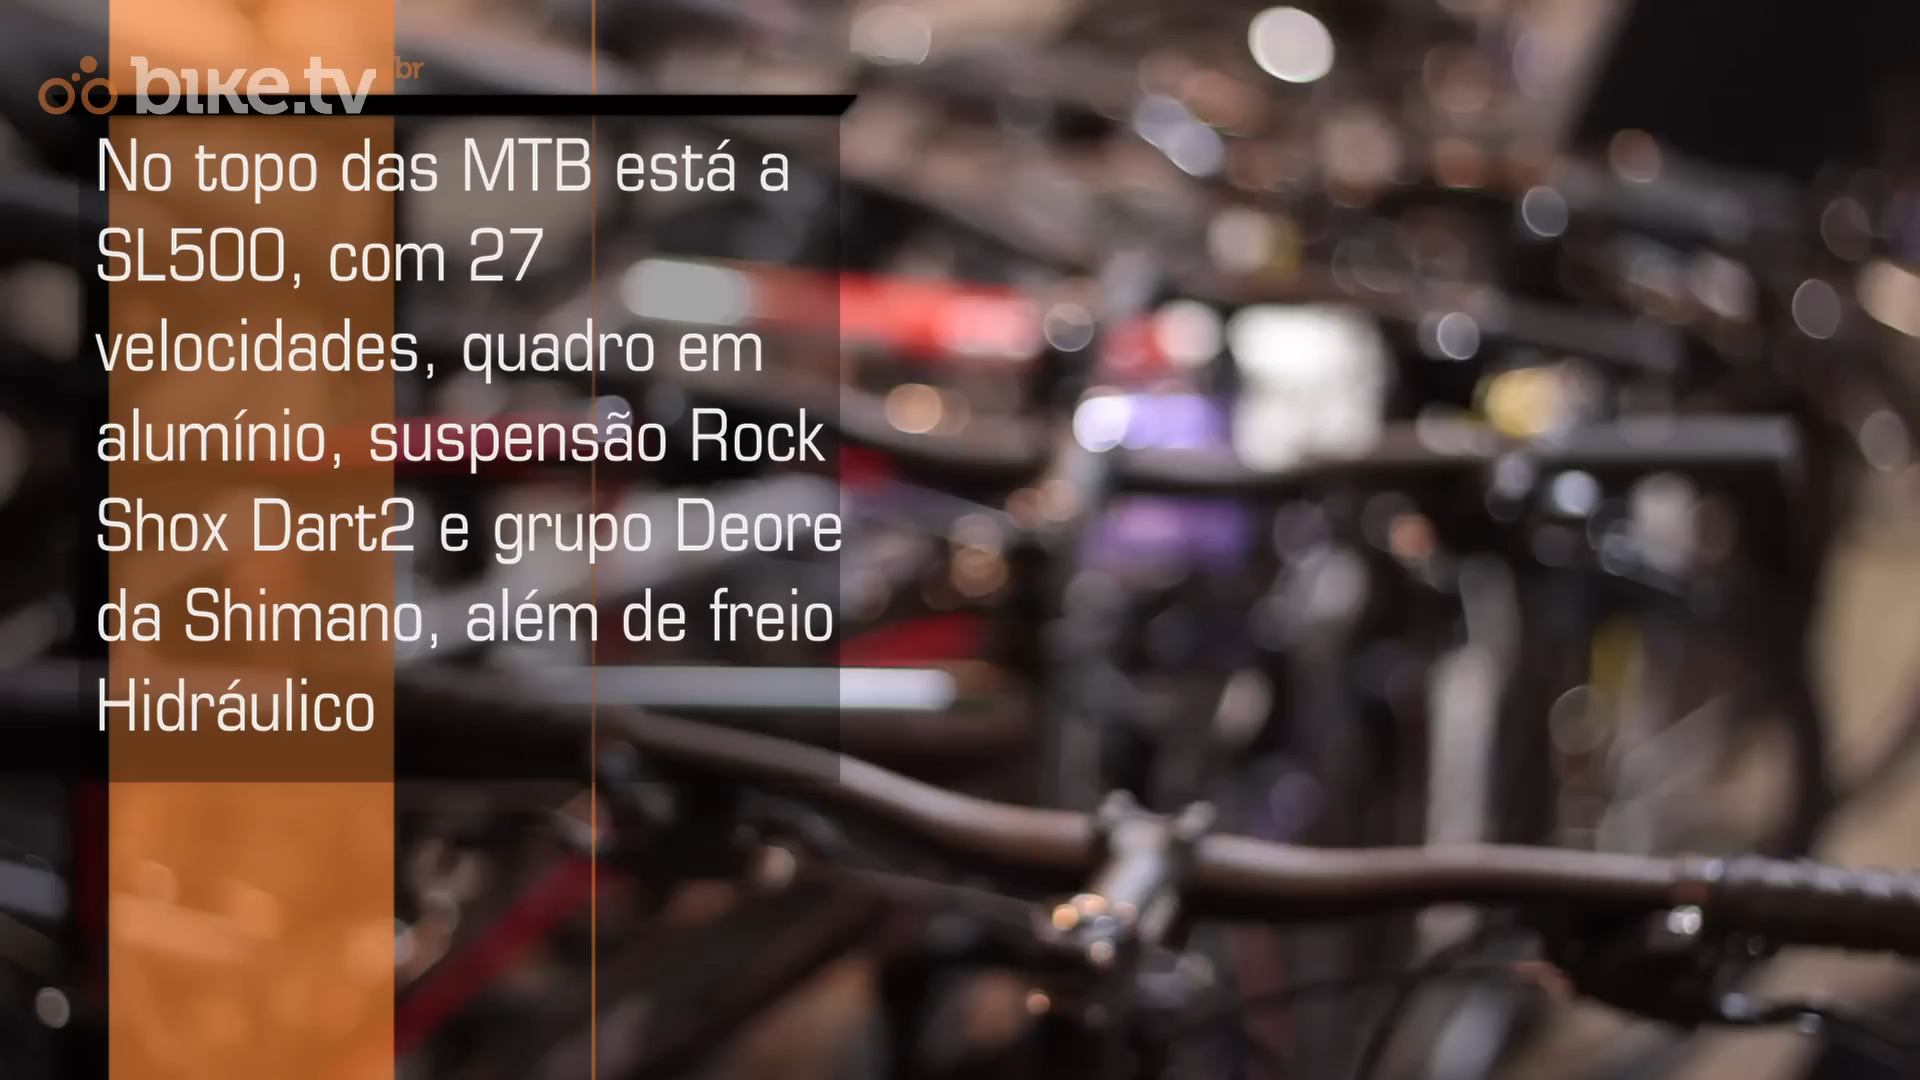 bike.tv.br
No topo das MTB está a
SL500, com 27
velocidades, quadro em
alumínio, suspensão Rock
Shox Dart2 e grupo Deore
da Shimano, além de freio
Hidráulico